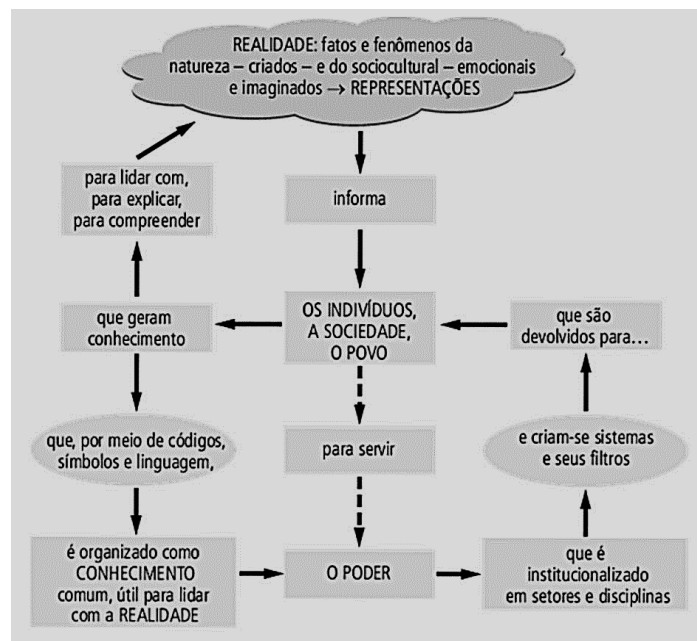 REALIDADE: fatos e fenômenos da
natureza – criados – e do sociocultural – emocionais
e imaginados → REPRESENTAÇÕES
para lidar com,
para explicar,
para compreender
informa
que geram
conhecimento
OS INDIVÍDUOS,
A SOCIEDADE,
O POVO
que são
devolvidos para...
que, por meio de códigos,
símbolos e linguagem,
para servir
e criam-se sistemas
e seus filtros
é organizado como
CONHECIMENTO
comum, útil para lidar
com a REALIDADE
O PODER
que é
institucionalizado
em setores e disciplinas